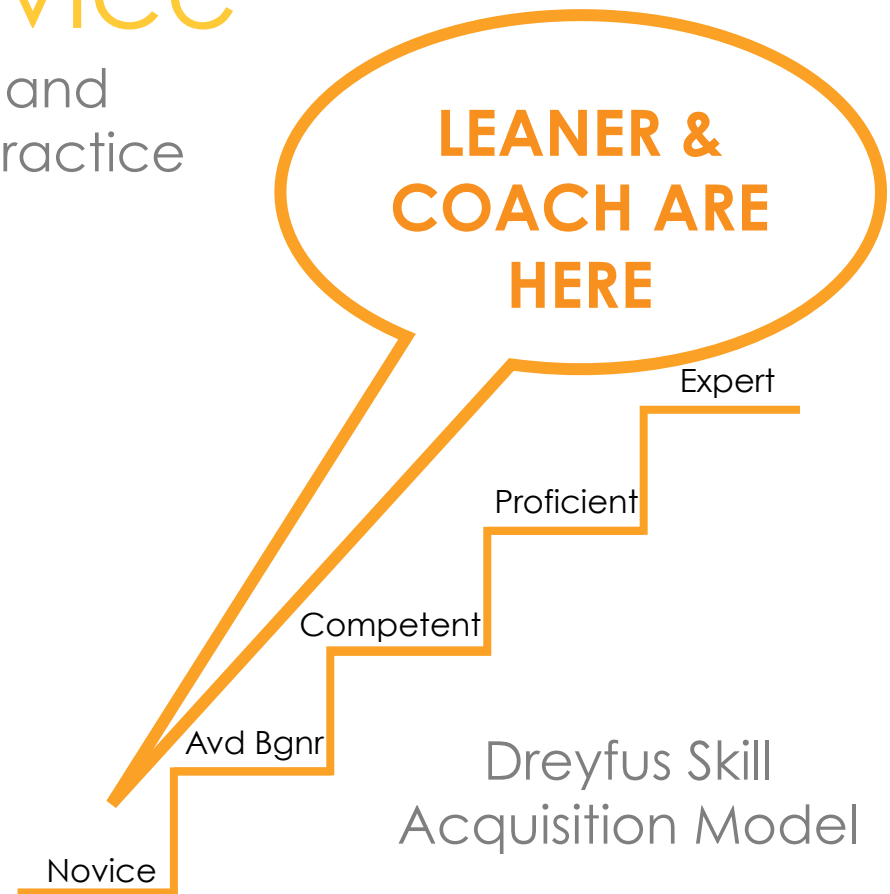 and
ractice
LEANER &
COACH ARE
HERE
Expert
Proficient
Competent
Avd Bgnr
Dreyfus Skill
Acquisition Model
Novice